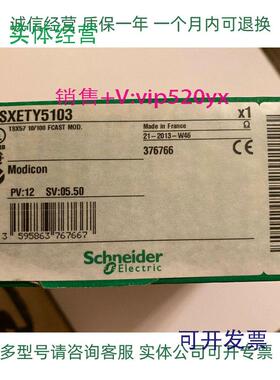 诚信经营 质量保证 一个月内可退换
实体经营
销售+V:vip520yx
SXETY5103
x1
TSX57 10/100 FCAST MOD.
Made in France
21-2013-W46
376766
CE
Modicon
PV:12 SV:05.50
3 595863 767667
Schneider
Electric
可开发票
多型号请咨询客服 实体公司可开专票